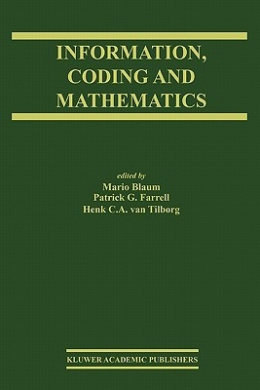 INFORMATION,
CODING AND
MATHEMATICS
edited by
Mario Blaum
Patrick G. Farrell
Henk C.A. van Tilborg
KLUWER ACADEMIC PUBLISHERS